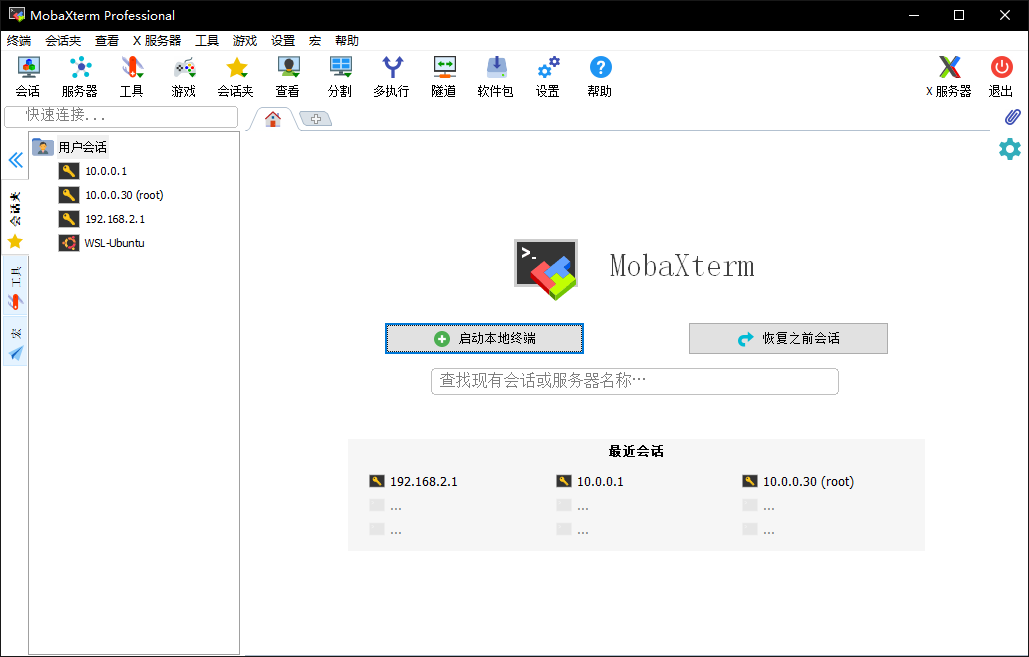 MobaXterm Professional
终端 会话夹 查看 X 服务器 工具 游戏 设置 宏 帮助
会话 服务器 工具 游戏 会话夹 查看 分割 多执行 隧道 软件包 设置 帮助 X 服务器 退出
快速连接...
用户会话
10.0.0.1
10.0.0.30 (root)
192.168.2.1
WSL-Ubuntu
会话夹
工具
宏
>_
MobaXterm
启动本地终端 恢复之前会话
查找现有会话或服务器名称…
最近会话
192.168.2.1 10.0.0.1 10.0.0.30 (root)
... ... ...
... ... ...